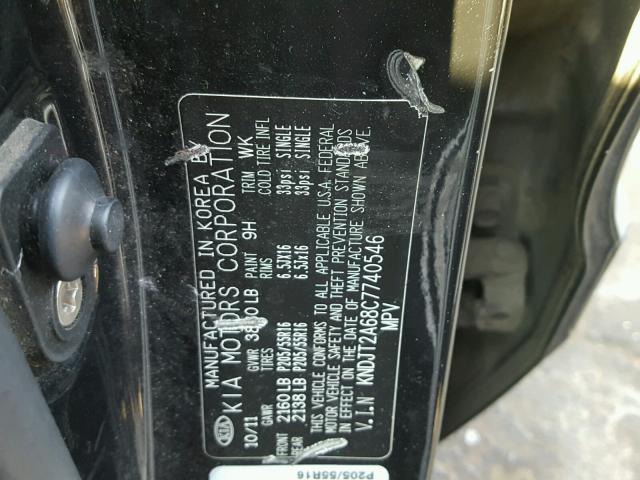 KIA
MANUFACTURED IN KOREA BY
KIA MOTORS CORPORATION
10/11 GVWR PAINT 9H TRIM WK
GAWR TIRES RIMS COLD TIRE INFL
FRONT 2160 LB P205/55R16 6.5JX16 33psi SINGLE
REAR 2138 LB P205/55R16 6.5JX16 33psi SINGLE
THIS VEHICLE CONFORMS TO ALL APPLICABLE U.S.A. FEDERAL
MOTOR VEHICLE SAFETY AND THEFT PREVENTION STANDARDS
IN EFFECT ON THE DATE OF MANUFACTURE SHOWN ABOVE.
V.I.N KNDJT2A68C7740546
MPV
P205/55R16